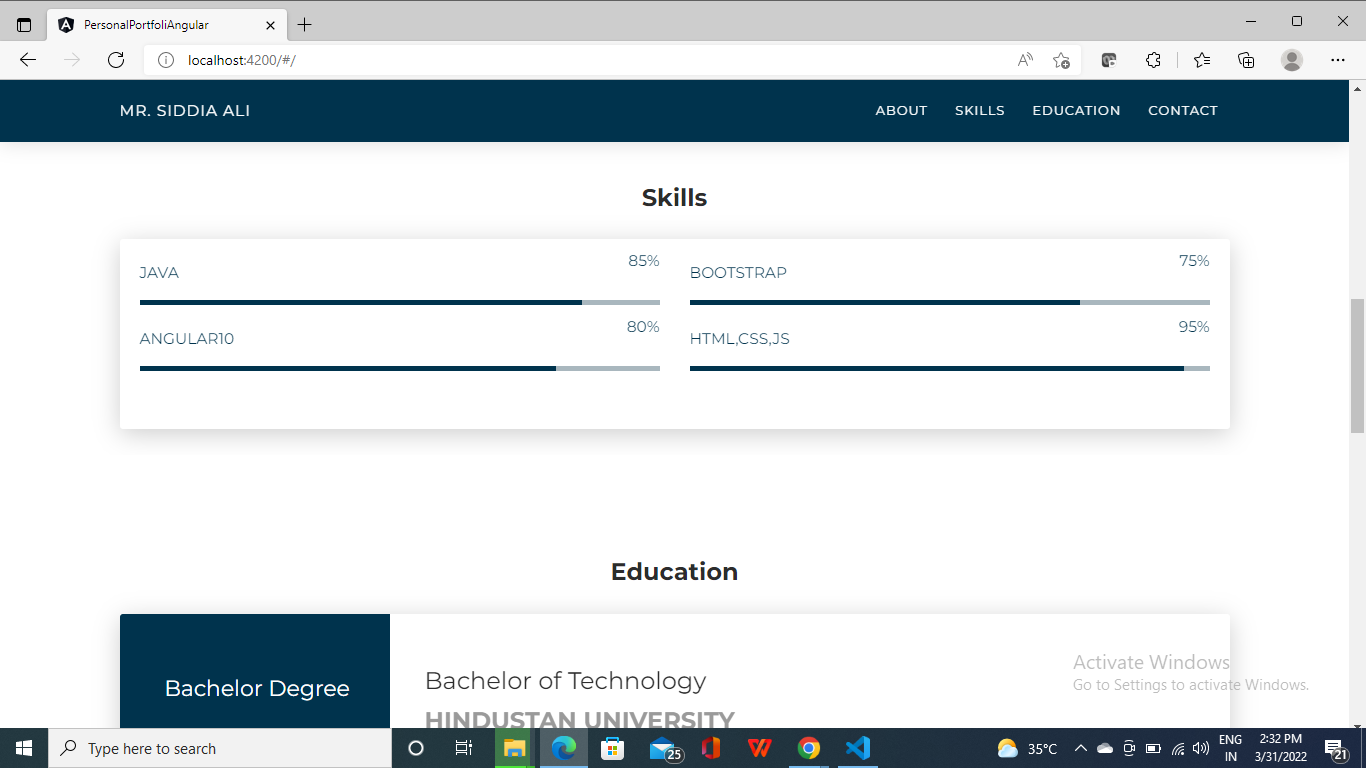 PersonalPortfoliAngular
localhost:4200/#/
MR. SIDDIA ALI ABOUT SKILLS EDUCATION CONTACT
Skills
JAVA 85%
BOOTSTRAP 75%
ANGULAR10 80%
HTML,CSS,JS 95%
Education
Bachelor Degree
Bachelor of Technology
HINDUSTAN UNIVERSITY
Activate Windows
Go to Settings to activate Windows.
Type here to search
25
35°C
ENG
IN
2:32 PM
3/31/2022
21